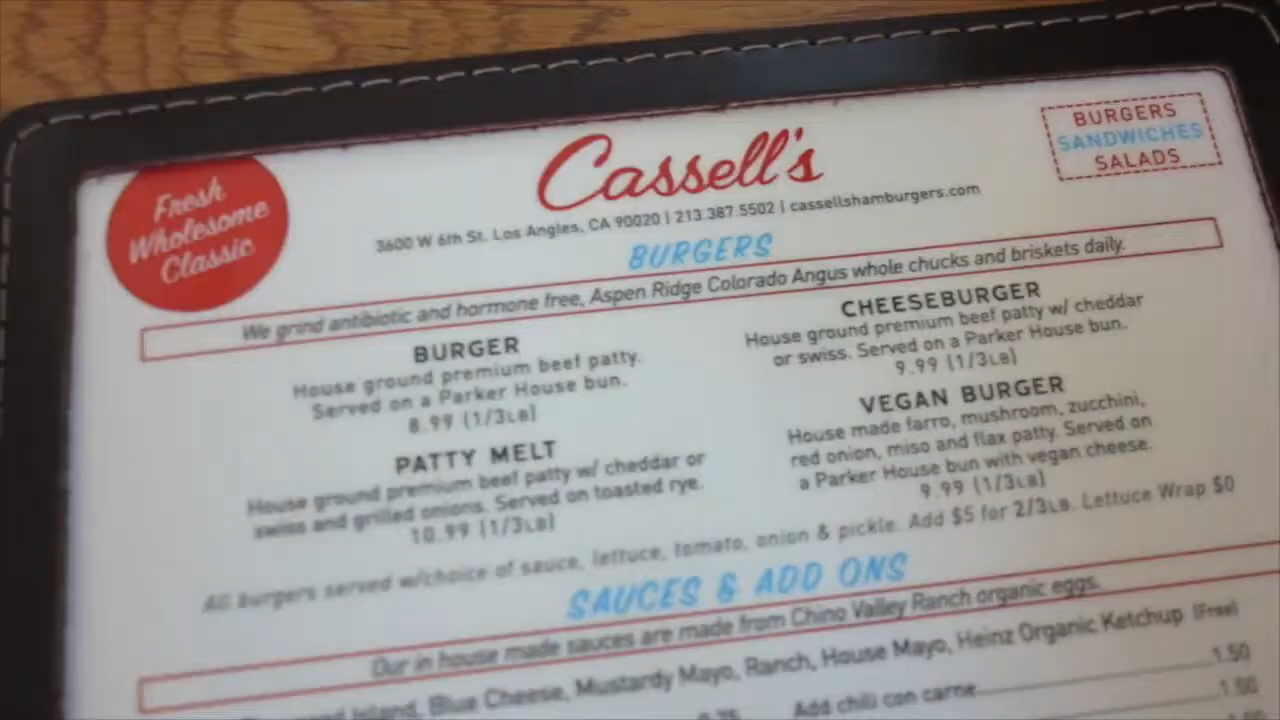 Fresh
Wholesome
Classic
Cassell's
3600 W 6th St. Los Angles, CA 90020 | 213.387.5502 | cassellshamburgers.com
BURGERS
SANDWICHES
SALADS
BURGERS
We grind antibiotic and hormone free, Aspen Ridge Colorado Angus whole chucks and briskets daily.
BURGER
House ground premium beef patty.
Served on a Parker House bun.
8.99 (1/3LB)
CHEESEBURGER
House ground premium beef patty w/ cheddar
or swiss. Served on a Parker House bun.
9.99 (1/3LB)
PATTY MELT
House ground premium beef patty w/ cheddar or
swiss and grilled onions. Served on toasted rye.
10.99 (1/3LB)
VEGAN BURGER
House made farro, mushroom, zucchini,
red onion, miso and flax patty. Served on
a Parker House bun with vegan cheese.
9.99 (1/3LB)
All burgers served w/choice of sauce, lettuce, tomato, onion & pickle. Add $5 for 2/3LB. Lettuce Wrap $0
SAUCES & ADD ONS
Our in house made sauces are made from Chino Valley Ranch organic eggs.
Island, Blue Cheese, Mustardy Mayo, Ranch, House Mayo, Heinz Organic Ketchup (Free)
1.50
Add chili con carne 1.50